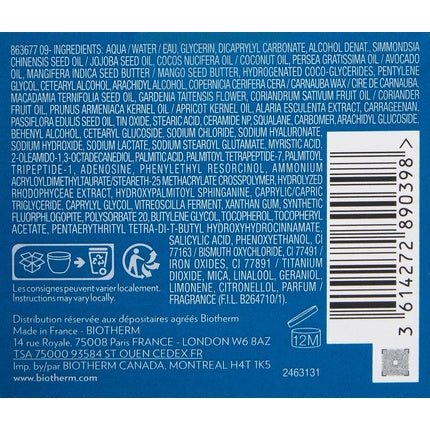 863677 09 - INGREDIENTS: AQUA / WATER / EAU, GLYCERIN, DICAPRYLYL CARBONATE, ALCOHOL DENAT. SIMMONDSIA
CHINENSIS SEED OIL / JOJOBA SEED OIL, COCOS NUCIFERA OIL / COCONUT OIL, PERSEA GRATISSIMA OIL / AVOCADO
OIL, MANGIFERA INDICA SEED BUTTER / MANGO SEED BUTTER, HYDROGENATED COCO-GLYCERIDES, PENTYLENE
GLYCOL, CETEARYL ALCOHOL, ARACHIDYL ALCOHOL, COPERNICIA CERIFERA CERA / CARNAUBA WAX / CIRE DE CARNAUBA,
MACADAMIA TERNIFOLIA SEED OIL, GARDENIA TAITENSIS FLOWER, CORIANDRUM SATIVUM FRUIT OIL / CORIANDER
FRUIT OIL, PRUNUS ARMENIACA KERNEL OIL / APRICOT KERNEL OIL, ALARIA ESCULENTA EXTRACT, CARRAGEENAN,
PASSIFLORA EDULIS SEED OIL, TIN OXIDE, STEARETH-25, CERAMIDE NP, SQUALANE, CARBOMER, ARACHIDYL GLUCOSIDE,
BEHENYL ALCOHOL, CETEARYL GLUCOSIDE, SODIUM CHLORIDE, SODIUM HYALURONATE,
SODIUM HYDROXIDE, SODIUM LACTATE, SODIUM STEAROYL GLUTAMATE, MYRISTIC ACID,
2-OLEAMIDO-1,3-OCTADECANEDIOL, PALMITIC ACID, PALMITOYL TETRAPEPTIDE-7, PALMITOYL
TRIPEPTIDE-1, ADENOSINE, PHENYLETHYL RESORCINOL, AMMONIUM
ACRYLOYLDIMETHYLTAURATE/STEARETH-25 METHACRYLATE CROSSPOLYMER, HYDROLYZED
RHODOPHYCEAE EXTRACT, HYDROXYPALMITOYL SPHINGANINE, CAPRYLIC/CAPRIC
TRIGLYCERIDE, CAPRYLYL GLYCOL, VITREOSCILLA FERMENT, XANTHAN GUM, SYNTHETIC
FLUORPHLOGOPITE, POLYSORBATE 20, BUTYLENE GLYCOL, TOCOPHEROL, TOCOPHERYL
ACETATE, PENTAERYTHRITYL TETRA-DI-T-BUTYL HYDROXYHYDROCINNAMATE,
SALICYLIC ACID, PHENOXYETHANOL, CI
77163 / BISMUTH OXYCHLORIDE, CI 77491 /
IRON OXIDES, CI 77891 / TITANIUM
DIOXIDE, MICA, LINALOOL, GERANIOL,
LIMONENE, CITRONELLOL, PARFUM /
FRAGRANCE (F.I.L. B264710/1).
Les consignes peuvent varier localement.
Instructions may vary locally.
Distribution réservée aux dépositaires agréés Biotherm
Made in France - BIOTHERM
14 rue Royale, 75008 Paris FRANCE - LONDON W6 8AZ
TSA 75000 93584 ST OUEN CEDEX FR
Imp. by/par BIOTHERM CANADA, MONTREAL H4T 1K5
www.biotherm.com
12M
2463131
3 614272 890398